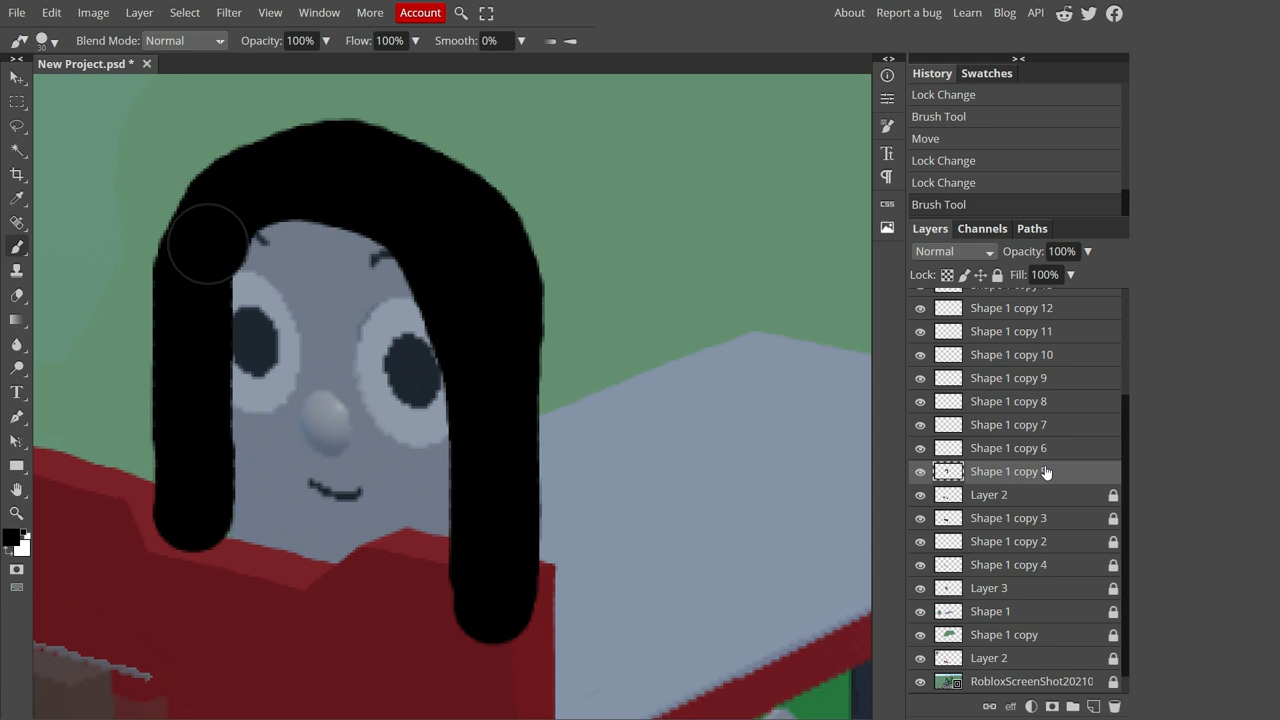 File Edit Image Layer Select Filter View Window More Account About Report a bug Learn Blog API
30 Blend Mode: Normal Opacity: 100% Flow: 100% Smooth: 0%
New Project.psd *
History Swatches
Lock Change
Brush Tool
Move
Lock Change
Lock Change
Brush Tool
Layers Channels Paths
Normal Opacity: 100%
Lock: Fill: 100%
Shape 1 copy 12
Shape 1 copy 11
Shape 1 copy 10
Shape 1 copy 9
Shape 1 copy 8
Shape 1 copy 7
Shape 1 copy 6
Shape 1 copy
Layer 2
Shape 1 copy 3
Shape 1 copy 2
Shape 1 copy 4
Layer 3
Shape 1
Shape 1 copy
Layer 2
RobloxScreenShot20210
CSS
eff